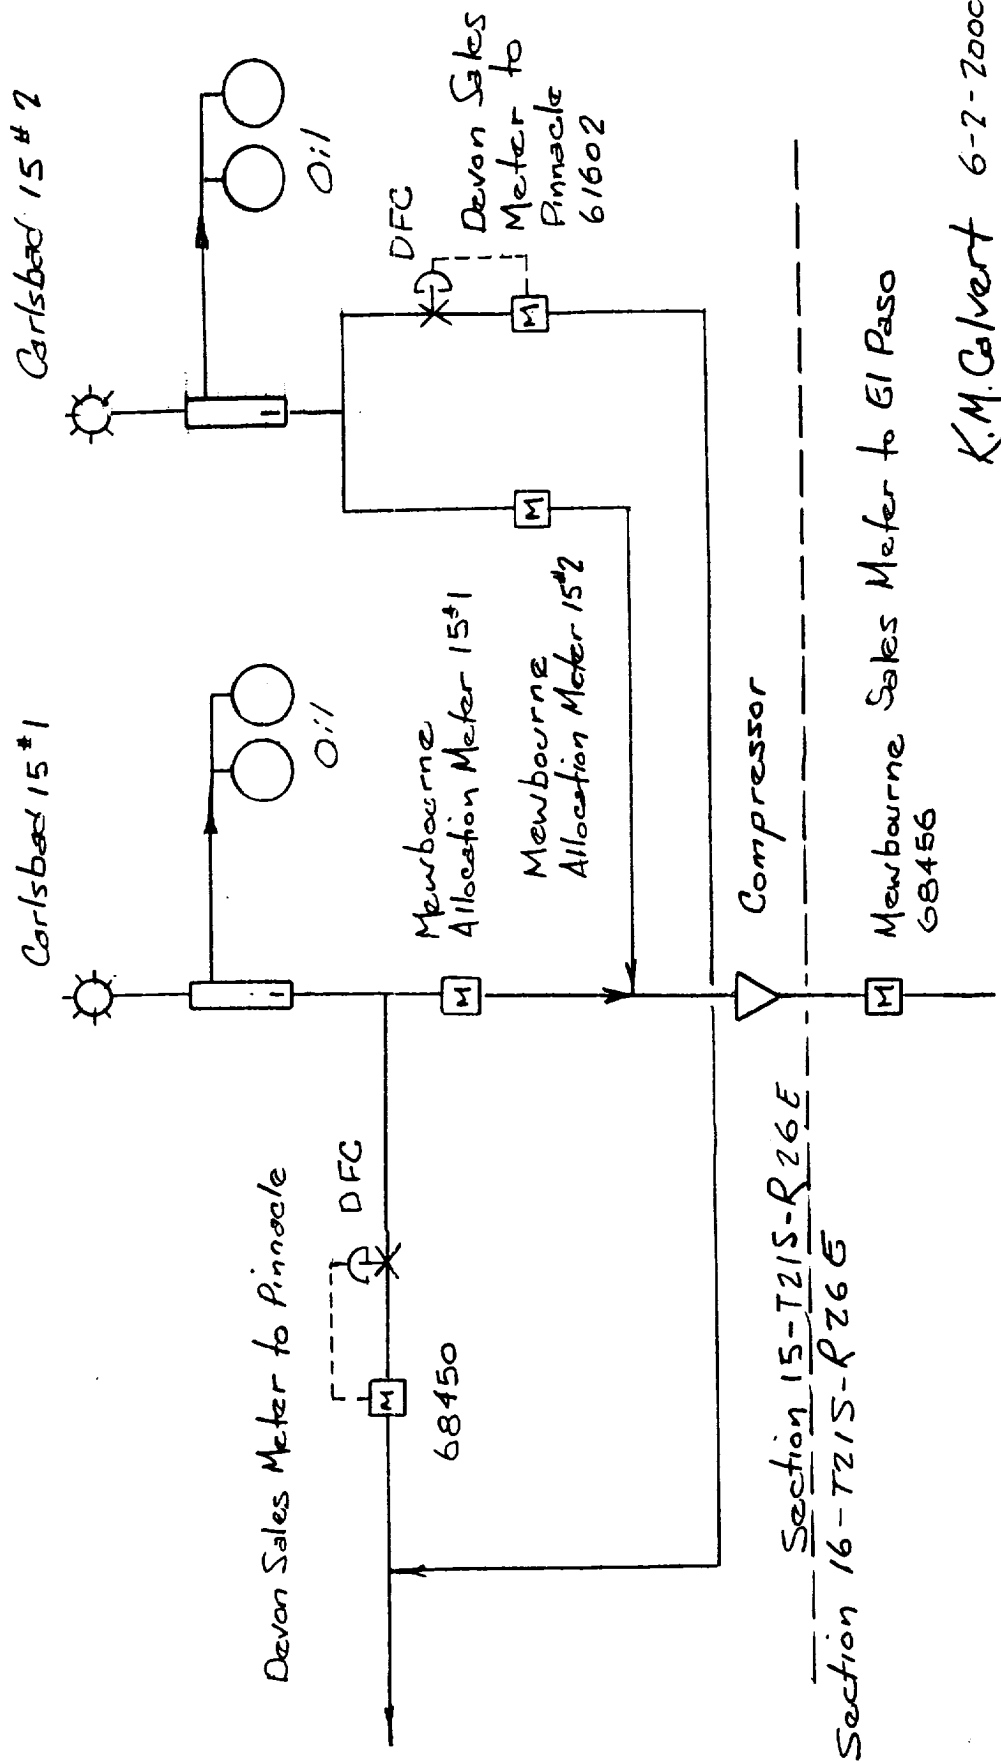 Carlsbad 15 #1
Carlsbad 15 # 2
Oil
Oil
Devon Sales Meter to Pinnacle
DFC
M
68450
M
Mewbourne
Allocation Meter 15#1
M
Mewbourne
Allocation Meter 15#2
DFC
M
Devon Sales
Meter to
Pinnacle
61602
Compressor
Section 15-T21S-R26E
Section 16-T21S-R26E
M
Mewbourne Sales Meter to El Paso
68456
K.M. Calvert 6-2-2000